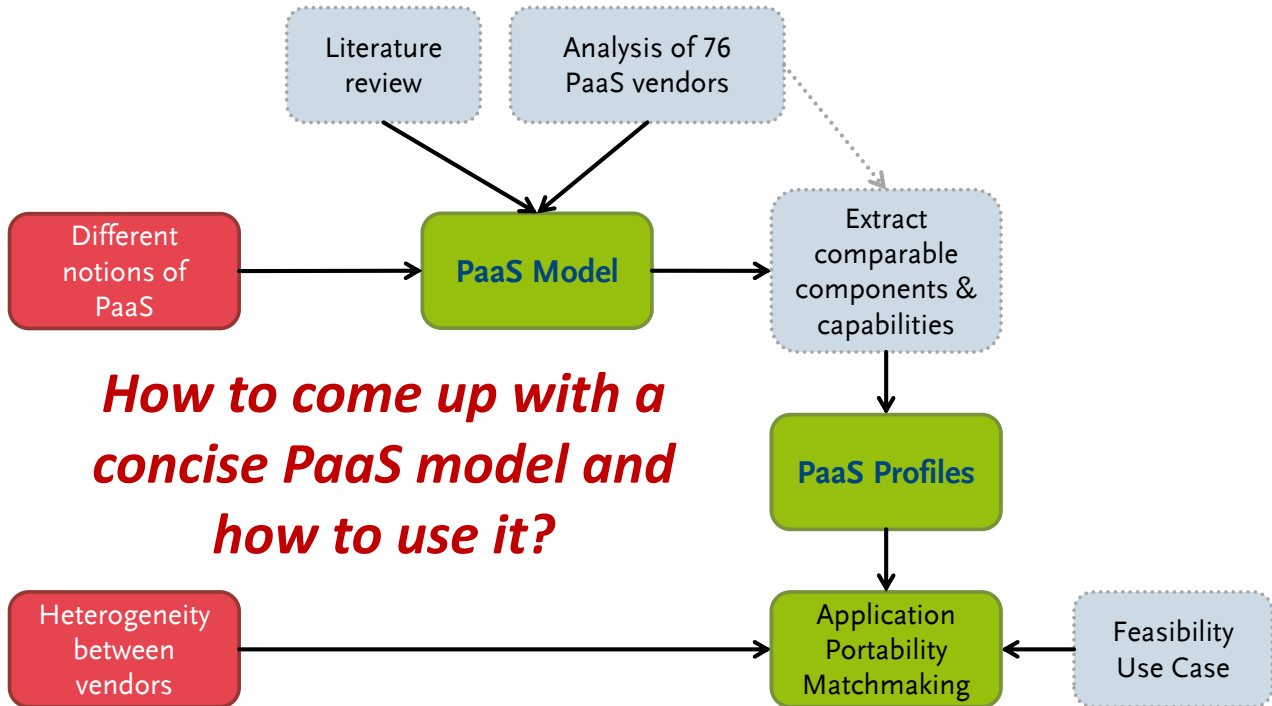 Literature
review
Analysis of 76
PaaS vendors
Different
notions of
PaaS
PaaS Model
Extract
comparable
components &
capabilities
How to come up with a
concise PaaS model and
how to use it?
PaaS Profiles
Heterogeneity
between
vendors
Application
Portability
Matchmaking
Feasibility
Use Case